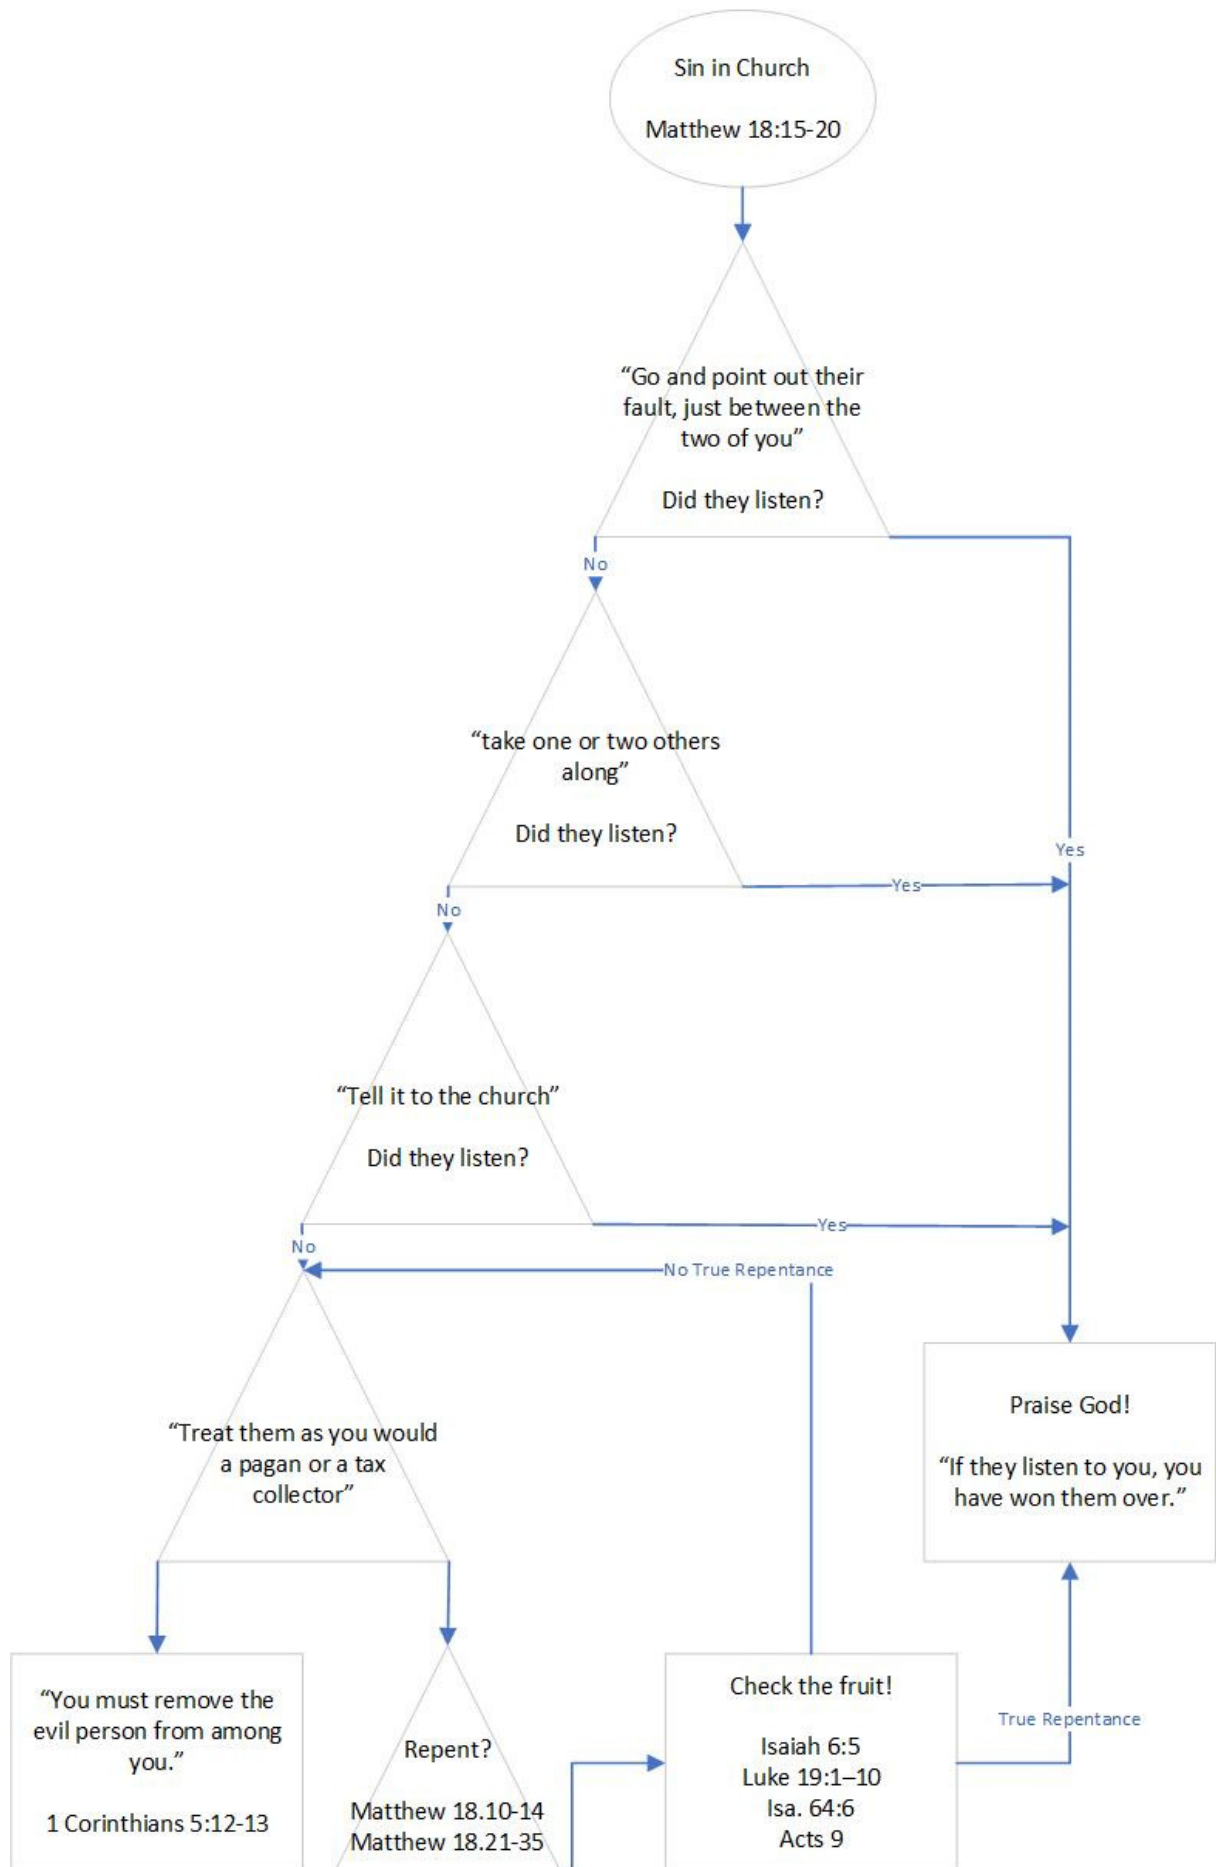 Sin in Church
Matthew 18:15-20
“Go and point out their
fault, just between the
two of you”
Did they listen?
No
“take one or two others
along”
Did they listen?
Yes
Yes
No
“Tell it to the church”
Did they listen?
Yes
No
No True Repentance
Praise God!
“If they listen to you, you
have won them over.”
“Treat them as you would
a pagan or a tax
collector”
“You must remove the
evil person from among
you.”
1 Corinthians 5:12-13
Repent?
Matthew 18.10-14
Matthew 18.21-35
Check the fruit!
Isaiah 6:5
Luke 19:1–10
Isa. 64:6
Acts 9
True Repentance